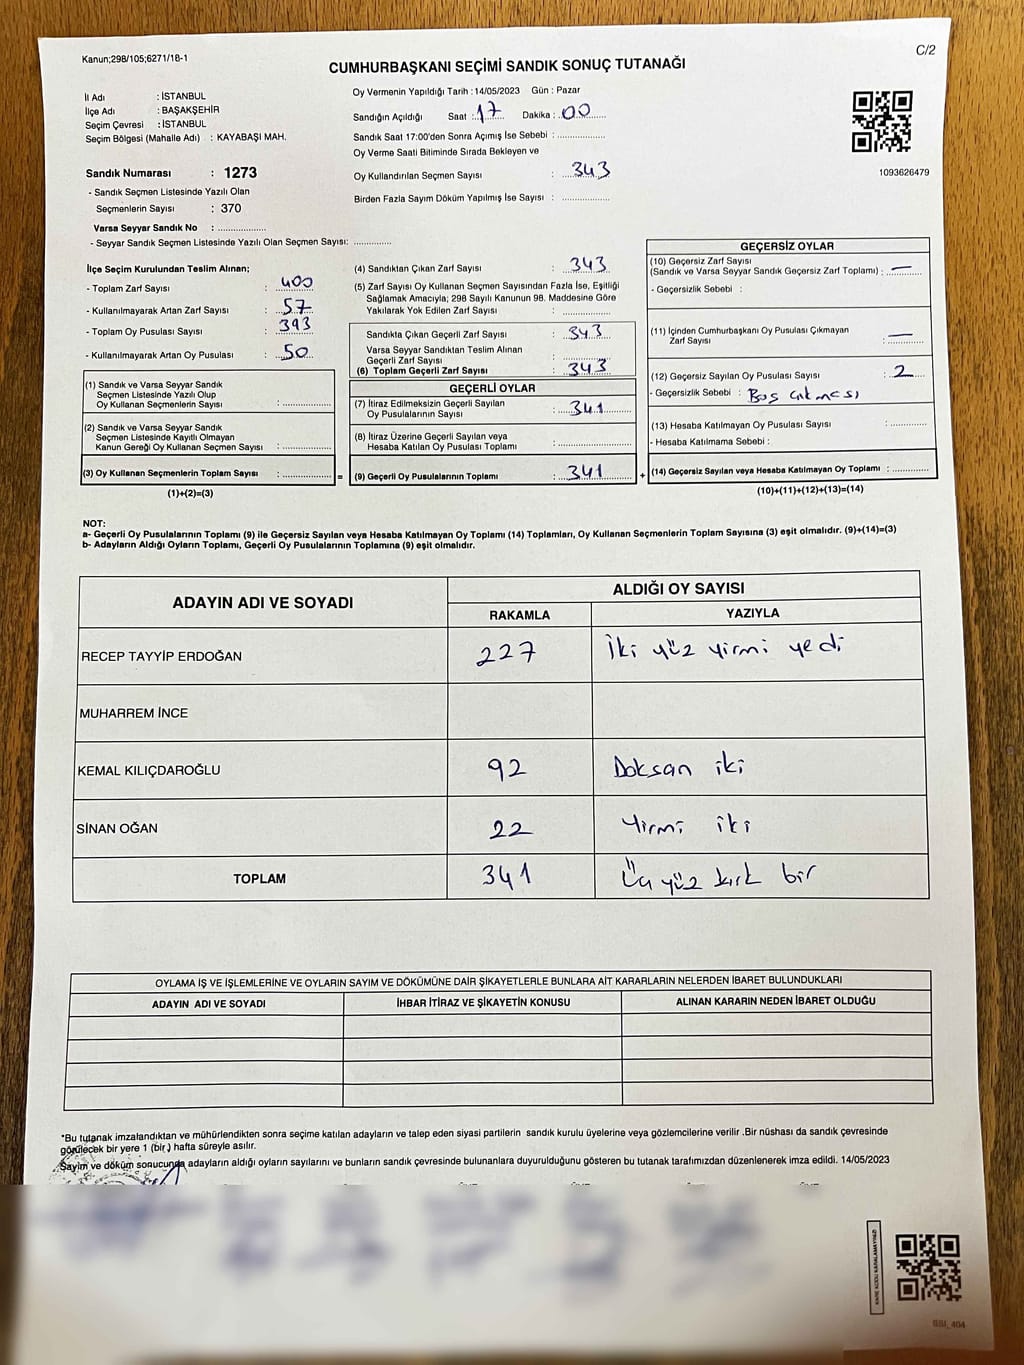 Kanun;298/105;6271/18-1
C/2
CUMHURBAŞKANI SEÇİMİ SANDIK SONUÇ TUTANAĞI
İl Adı : İSTANBUL
İlçe Adı : BAŞAKŞEHİR
Seçim Çevresi : İSTANBUL
Seçim Bölgesi (Mahalle Adı) : KAYABAŞI MAH.
Sandık Numarası : 1273
- Sandık Seçmen Listesinde Yazılı Olan
Seçmenlerin Sayısı : 370
Varsa Seyyar Sandık No :
- Seyyar Sandık Seçmen Listesinde Yazılı Olan Seçmen Sayısı:
Oy Vermenin Yapıldığı Tarih : 14/05/2023 Gün : Pazar
Sandığın Açıldığı Saat : 17 Dakika : 00
Sandık Saat 17:00'den Sonra Açımış İse Sebebi :
Oy Verme Saati Bitiminde Sırada Bekleyen ve
Oy Kullandırılan Seçmen Sayısı : 343
Birden Fazla Sayım Döküm Yapılmış İse Sayısı :
1093626479
İlçe Seçim Kurulundan Teslim Alınan;
- Toplam Zarf Sayısı : 400
- Kullanılmayarak Artan Zarf Sayısı : 57
- Toplam Oy Pusulası Sayısı : 393
- Kullanılmayarak Artan Oy Pusulası : 50
(1) Sandık ve Varsa Seyyar Sandık
Seçmen Listesinde Yazılı Olup
Oy Kullanan Seçmenlerin Sayısı :
(2) Sandık ve Varsa Seyyar Sandık
Seçmen Listesinde Kayıtlı Olmayan
Kanun Gereği Oy Kullanan Seçmen Sayısı :
(3) Oy Kullanan Seçmenlerin Toplam Sayısı : =
(1)+(2)=(3)
(4) Sandıktan Çıkan Zarf Sayısı : 343
(5) Zarf Sayısı Oy Kullanan Seçmen Sayısından Fazla İse, Eşitliği
Sağlamak Amacıyla; 298 Sayılı Kanunun 98. Maddesine Göre
Yakılarak Yok Edilen Zarf Sayısı :
Sandıkta Çıkan Geçerli Zarf Sayısı : 343
Varsa Seyyar Sandıktan Teslim Alınan
Geçerli Zarf Sayısı :
(6) Toplam Geçerli Zarf Sayısı : 343
GEÇERLİ OYLAR
(7) İtiraz Edilmeksizin Geçerli Sayılan
Oy Pusulalarının Sayısı : 341
(8) İtiraz Üzerine Geçerli Sayılan veya
Hesaba Katılan Oy Pusulası Toplamı :
(9) Geçerli Oy Pusulalarının Toplamı : 341 +
GEÇERSİZ OYLAR
(10) Geçersiz Zarf Sayısı
(Sandık ve Varsa Seyyar Sandık Geçersiz Zarf Toplamı) : —
- Geçersizlik Sebebi :
(11) İçinden Cumhurbaşkanı Oy Pusulası Çıkmayan
Zarf Sayısı : —
(12) Geçersiz Sayılan Oy Pusulası Sayısı : 2
- Geçersizlik Sebebi : Boş çıkması
(13) Hesaba Katılmayan Oy Pusulası Sayısı :
- Hesaba Katılmama Sebebi :
(14) Geçersiz Sayılan veya Hesaba Katılmayan Oy Toplamı :
(10)+(11)+(12)+(13)=(14)
NOT:
a- Geçerli Oy Pusulalarının Toplamı (9) ile Geçersiz Sayılan veya Hesaba Katılmayan Oy Toplamı (14) Toplamları, Oy Kullanan Seçmenlerin Toplam Sayısına (3) eşit olmalıdır. (9)+(14)=(3)
b- Adayların Aldığı Oyların Toplamı, Geçerli Oy Pusulalarının Toplamına (9) eşit olmalıdır.
ADAYIN ADI VE SOYADI
ALDIĞI OY SAYISI
RAKAMLA YAZIYLA
RECEP TAYYİP ERDOĞAN 227 İki yüz yirmi yedi
MUHARREM İNCE
KEMAL KILIÇDAROĞLU 92 Doksan iki
SİNAN OĞAN 22 Yirmi iki
TOPLAM 341 Üç yüz kırk bir
OYLAMA İŞ VE İŞLEMLERİNE VE OYLARIN SAYIM VE DÖKÜMÜNE DAİR ŞİKAYETLERLE BUNLARA AİT KARARLARIN NELERDEN İBARET BULUNDUKLARI
ADAYIN ADI VE SOYADI İHBAR İTİRAZ VE ŞİKAYETİN KONUSU ALINAN KARARIN NEDEN İBARET OLDUĞU
*Bu tutanak imzalandıktan ve mühürlendikten sonra seçime katılan adayların ve talep eden siyasi partilerin sandık kurulu üyelerine veya gözlemcilerine verilir .Bir nüshası da sandık çevresinde
görülecek bir yere 1 (bir ) hafta süreyle asılır.
Sayım ve döküm sonucunda adayların aldığı oyların sayılarını ve bunların sandık çevresinde bulunanlara duyurulduğunu gösteren bu tutanak tarafımızdan düzenlenerek imza edildi. 14/05/2023
KARE KODU KARALAMAYINIZ!